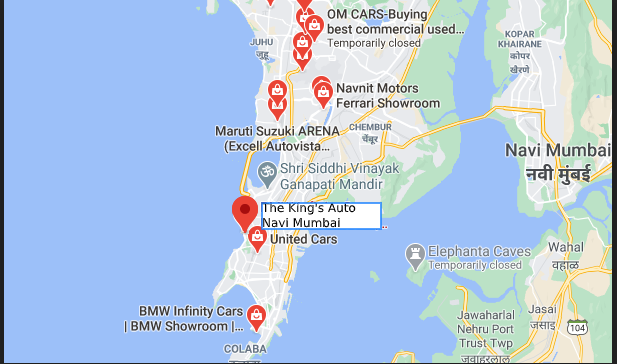 OM CARS-Buying
best commercial used...
Temporarily closed
JUHU
जुहू
KOPAR
KHAIRANE
कोपर
खैरणे
Navnit Motors
Ferrari Showroom
Maruti Suzuki ARENA
(Excell Autovista...
CHEMBUR
चेंबूर
Navi Mumbai
नवी मुंबई
Shri Siddhi Vinayak
Ganapati Mandir
The King's Auto
Navi Mumbai
...
United Cars
Elephanta Caves
Temporarily closed
Wahal
वहाळ
BMW Infinity Cars
| BMW Showroom |...
Jawaharlal
Nehru Port
Trust Twp
जवाहरलाल
Jasai
जसाई
104
COLABA